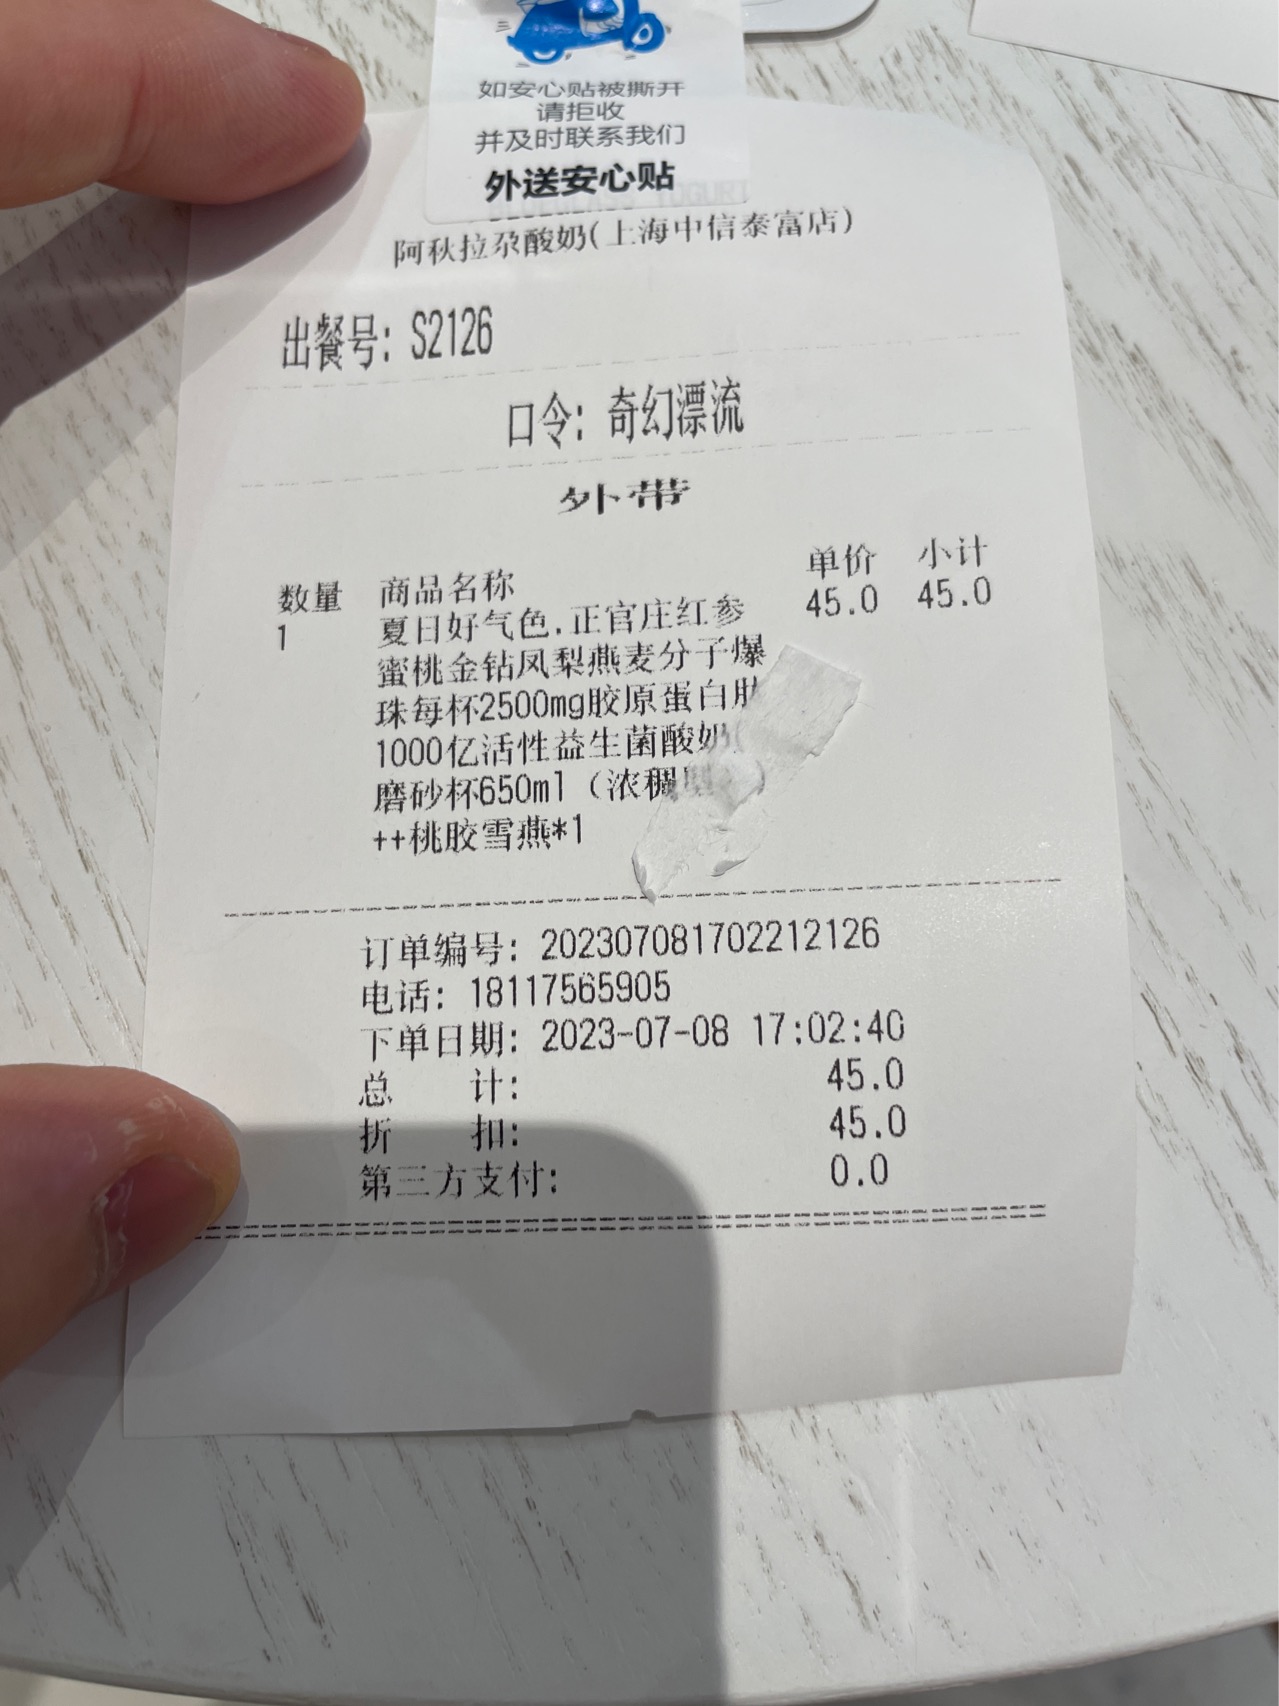 如安心贴被撕开
请拒收
并及时联系我们
外送安心贴
阿秋拉尕酸奶(上海中信泰富店)
出餐号: S2126
口令: 奇幻漂流
外带
数量 商品名称 单价 小计
1 夏日好气色.正官庄红参 45.0 45.0
蜜桃金钻凤梨燕麦分子爆
珠每杯2500mg胶原蛋白肽
1000亿活性益生菌酸奶(
磨砂杯650ml（浓稠
++桃胶雪燕*1
订单编号: 202307081702212126
电话: 18117565905
下单日期: 2023-07-08 17:02:40
总 计: 45.0
折 扣: 45.0
第三方支付: 0.0